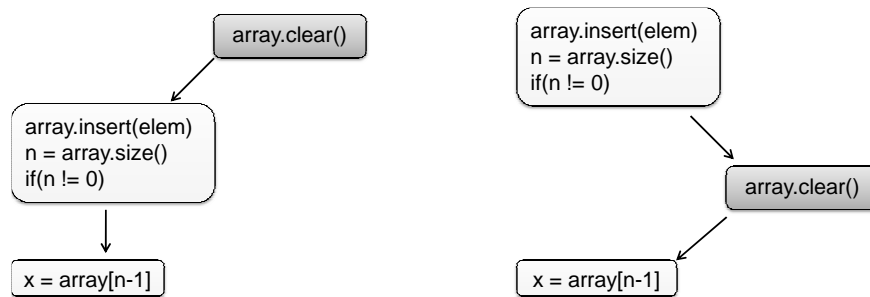 array.clear()
array.insert(elem)
n = array.size()
if(n != 0)
x = array[n-1]
array.insert(elem)
n = array.size()
if(n != 0)
array.clear()
x = array[n-1]